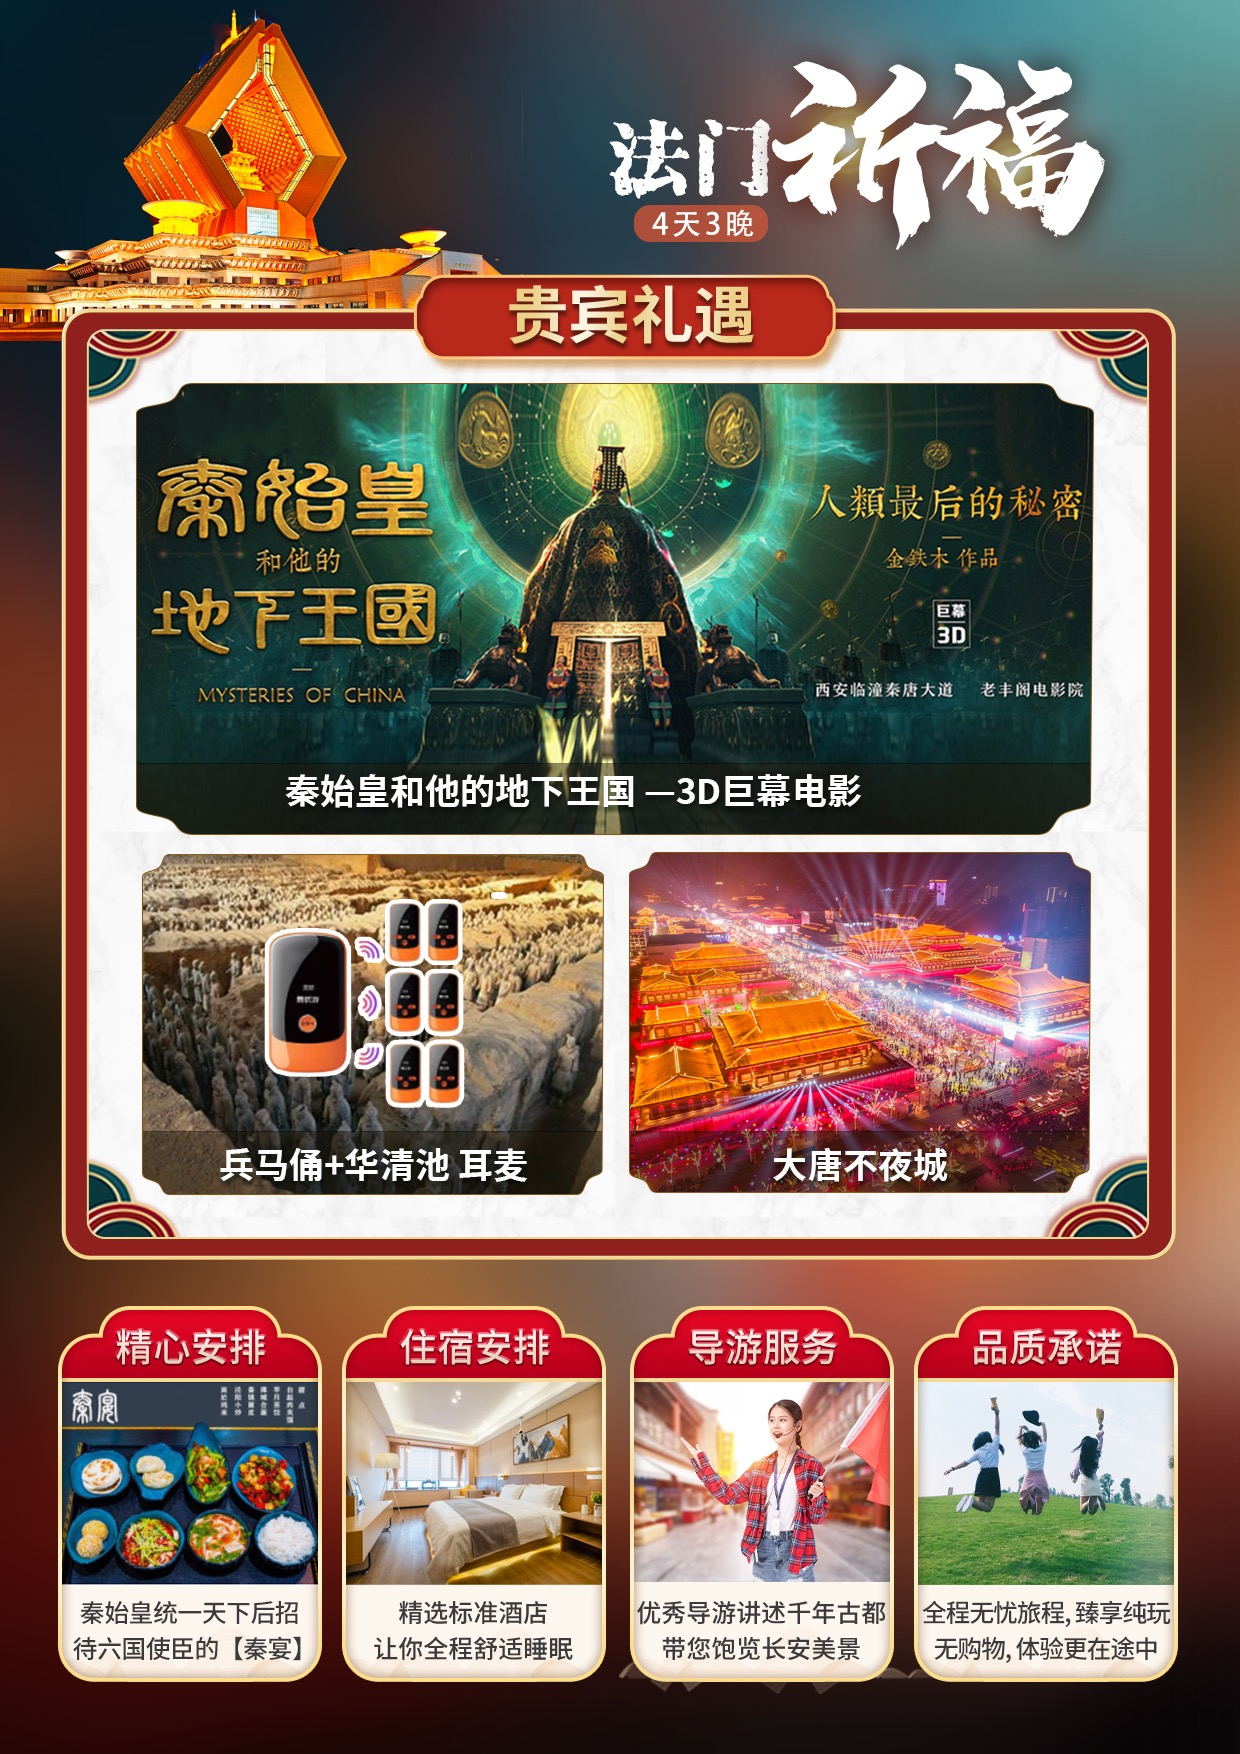 法门祈福
4天3晚
贵宾礼遇
秦始皇
和他的
地下王國
MYSTERIES OF CHINA
人類最后的秘密
金鉄木 作品
巨幕
3D
西安临潼秦唐大道 老丰阁电影院
秦始皇和他的地下王国 —3D巨幕电影
兵马俑+华清池 耳麦
大唐不夜城
精心安排
秦宴
秦始皇统一天下后招
待六国使臣的【秦宴】
住宿安排
精选标准酒店
让你全程舒适睡眠
导游服务
优秀导游讲述千年古都
带您饱览长安美景
品质承诺
全程无忧旅程, 臻享纯玩
无购物, 体验更在途中